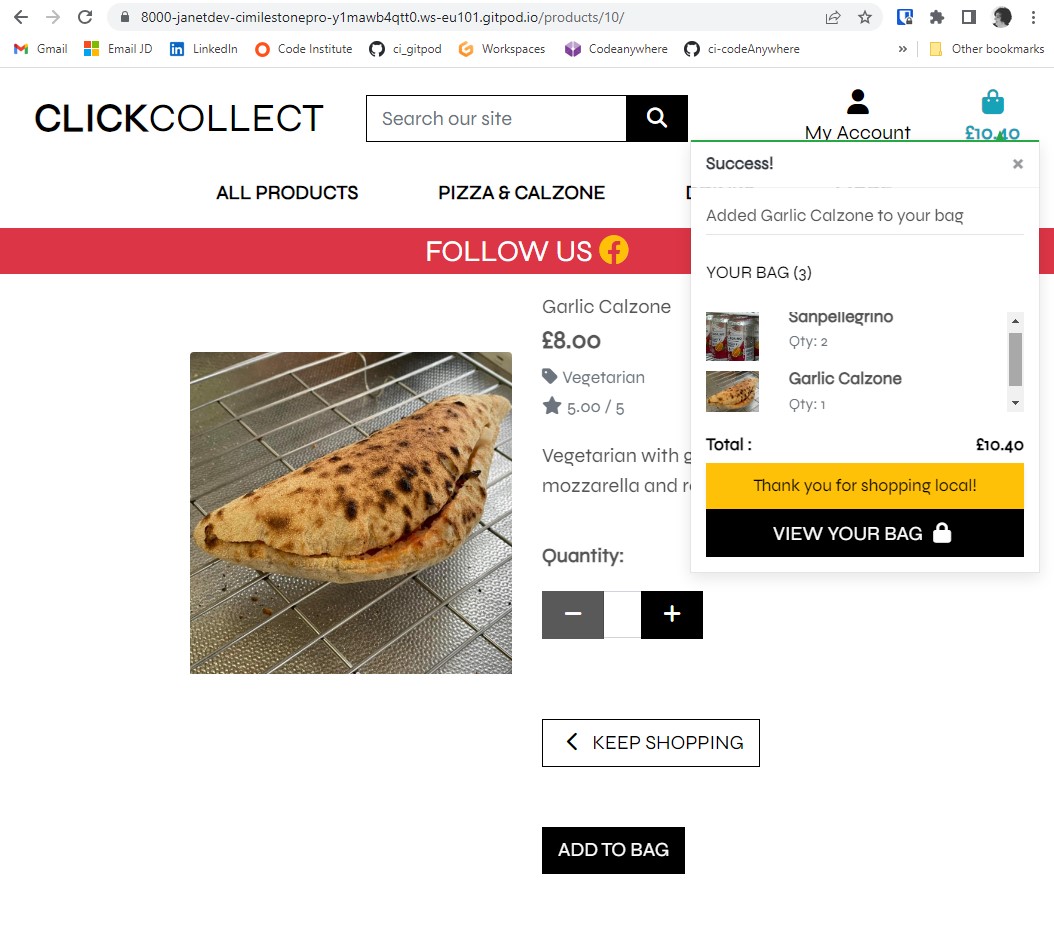 8000-janetdev-cimilestonepro-y1mawb4qtt0.ws-eu101.gitpod.io/products/10/
Gmail Email JD LinkedIn Code Institute ci_gitpod Workspaces Codeanywhere ci-codeAnywhere » Other bookmarks
CLICKCOLLECT
Search our site
My Account
£10.40
ALL PRODUCTS PIZZA & CALZONE
FOLLOW US
Success! ×
Added Garlic Calzone to your bag
YOUR BAG (3)
Sanpellegrino
Qty: 2
Garlic Calzone
Qty: 1
Total : £10.40
Thank you for shopping local!
VIEW YOUR BAG
Garlic Calzone
£8.00
Vegetarian
5.00 / 5
Vegetarian with
mozzarella and
Quantity:
KEEP SHOPPING
ADD TO BAG